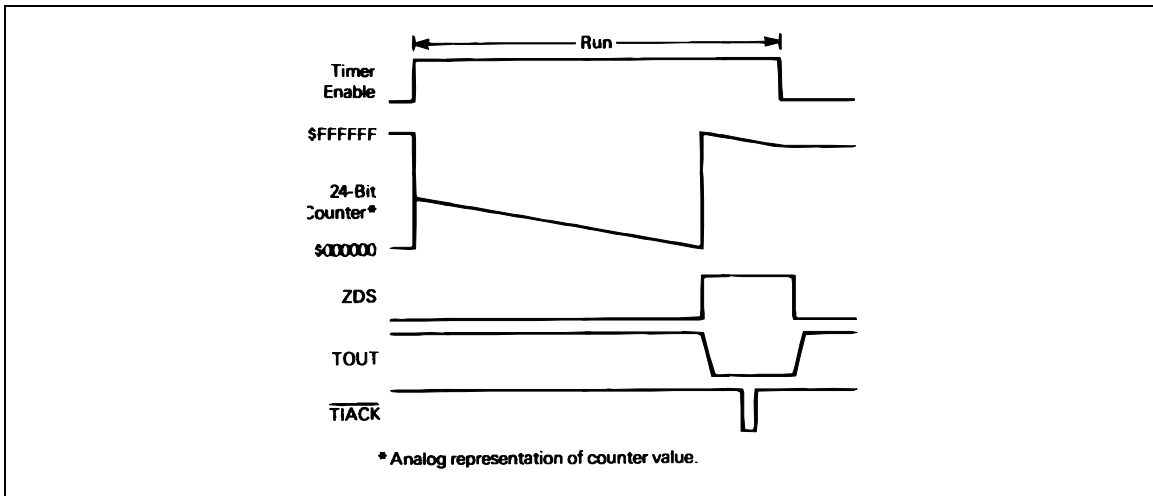 Run
Timer
Enable
$FFFFFF
24-Bit
Counter*
$000000
ZDS
TOUT
TIACK
* Analog representation of counter value.